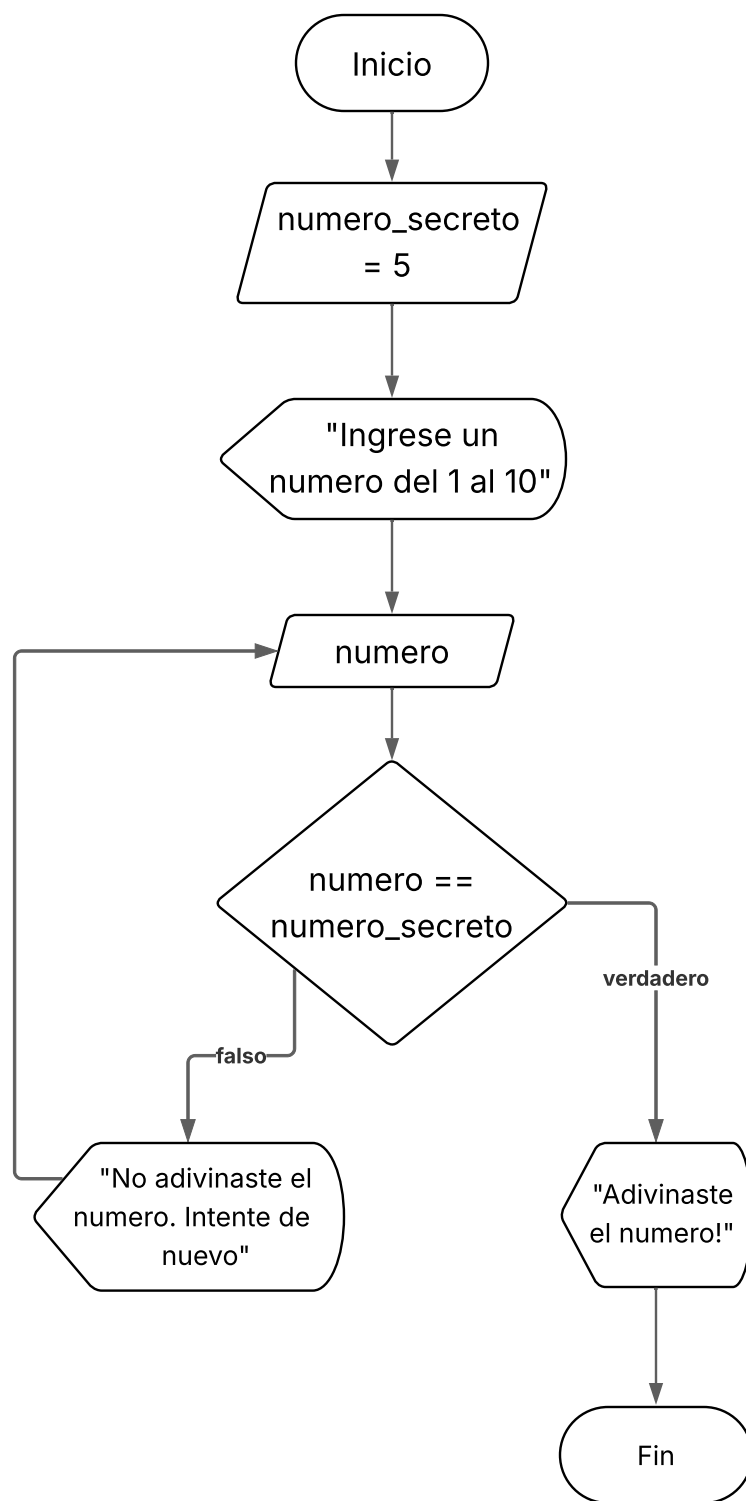 Inicio
numero_secreto
= 5
"Ingrese un
numero del 1 al 10"
numero
numero ==
numero_secreto
verdadero
falso
"No adivinaste el
numero. Intente de
nuevo"
"Adivinaste
el numero!"
Fin